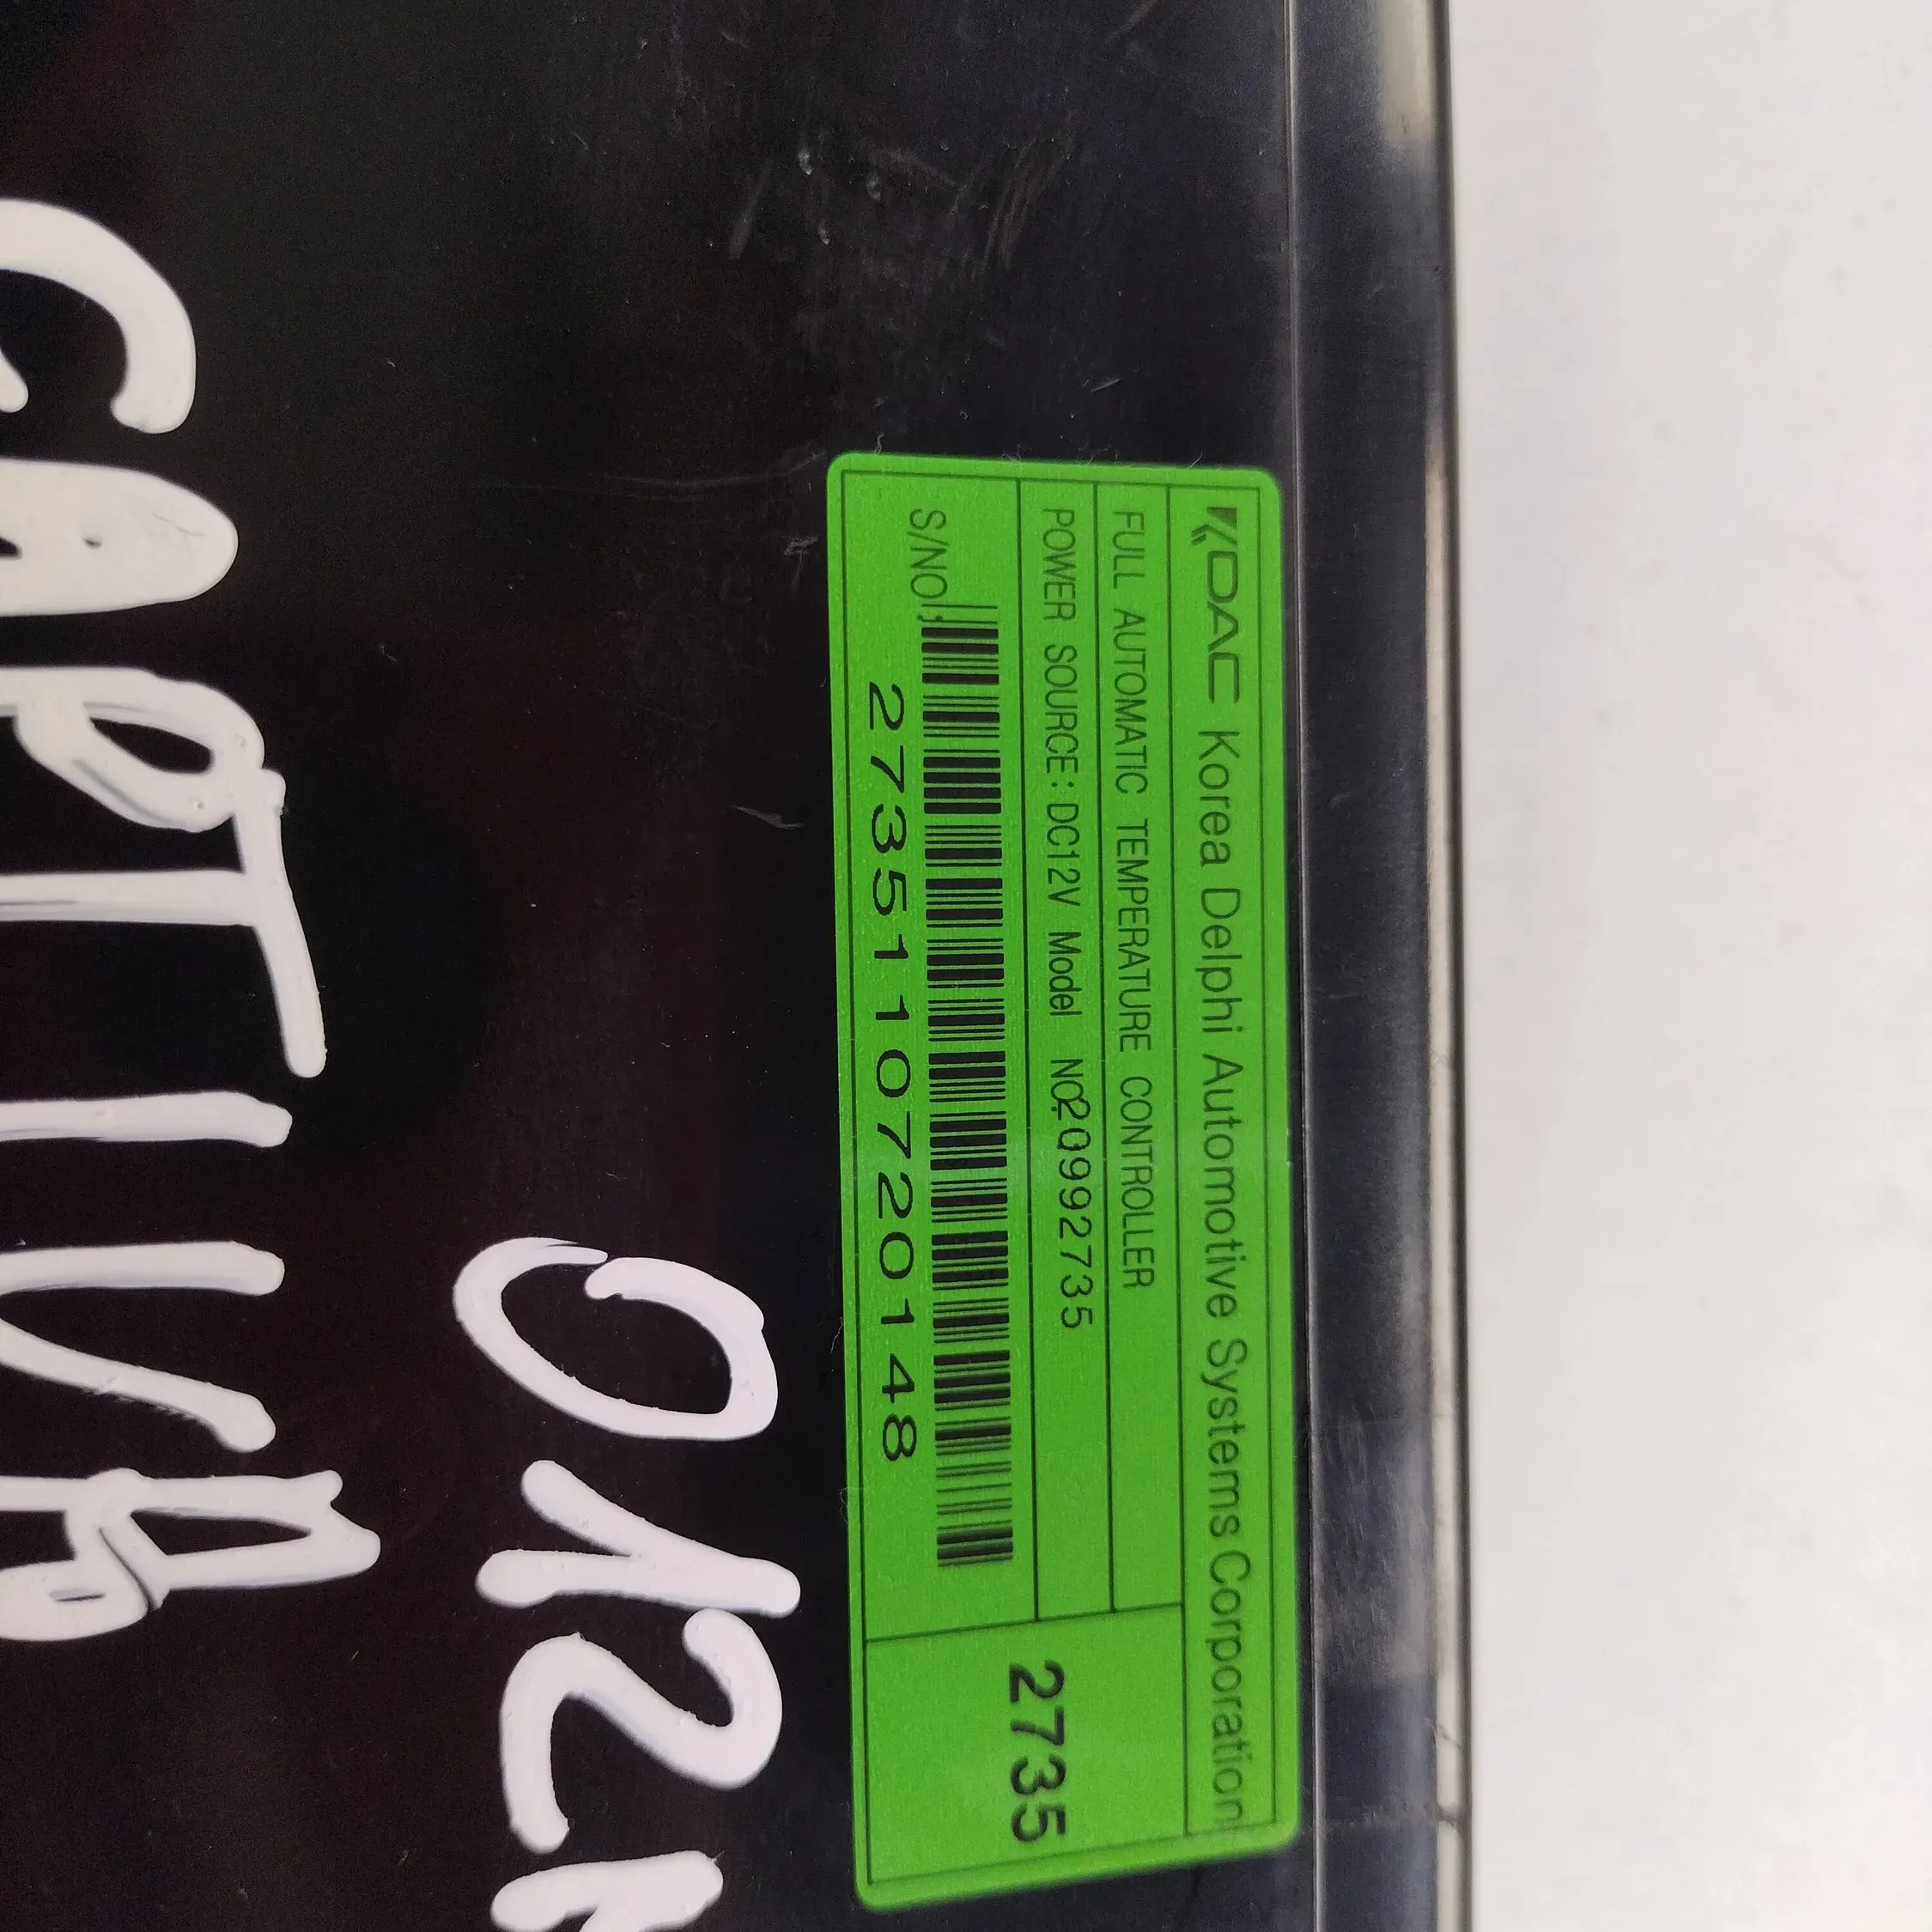 KDAC Korea Delphi Automotive Systems Corporation
FULL AUTOMATIC TEMPERATURE CONTROLLER
POWER SOURCE:DC12V Model NO.20992735
S/NO.:
2735110720148
2735
CAPTIVA